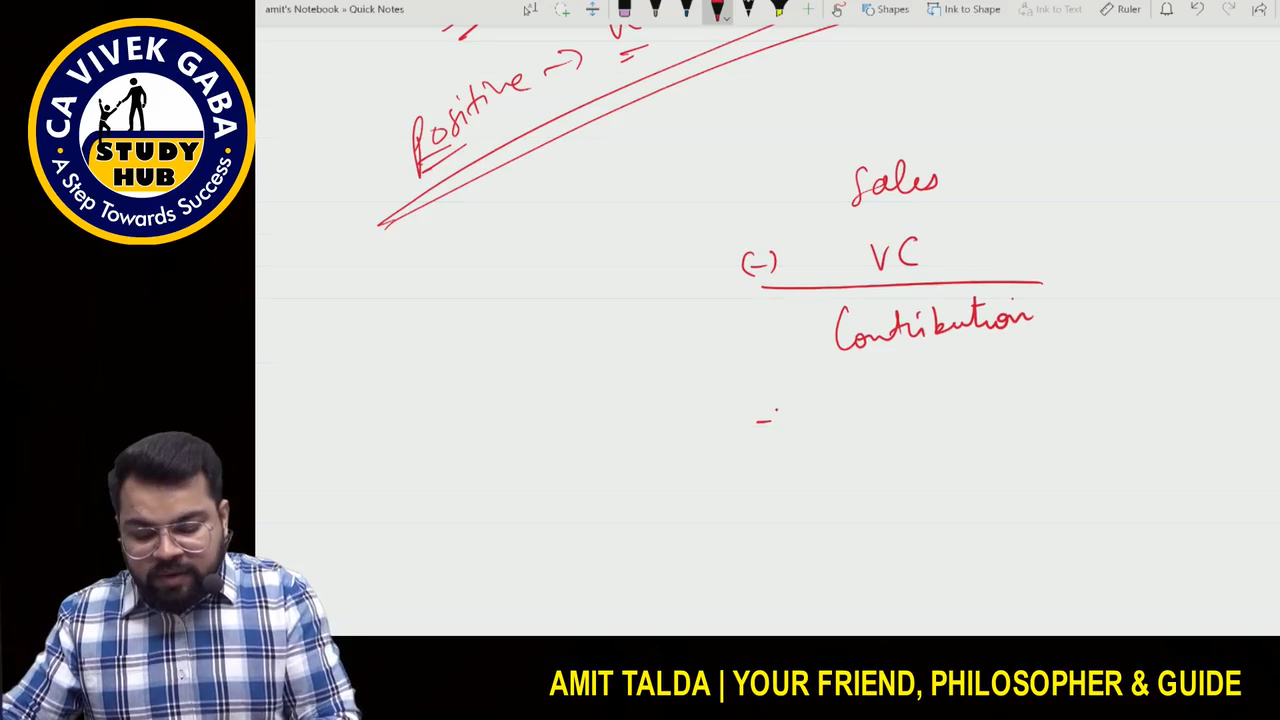 amit's Notebook » Quick Notes
Shapes
Ink to Shape
Ink to Text
Ruler
CA VIVEK GABA
STUDY
HUB
A Step Towards Success
VC
Positive →
Sales
(-) VC
Contribution
AMIT TALDA | YOUR FRIEND, PHILOSOPHER & GUIDE